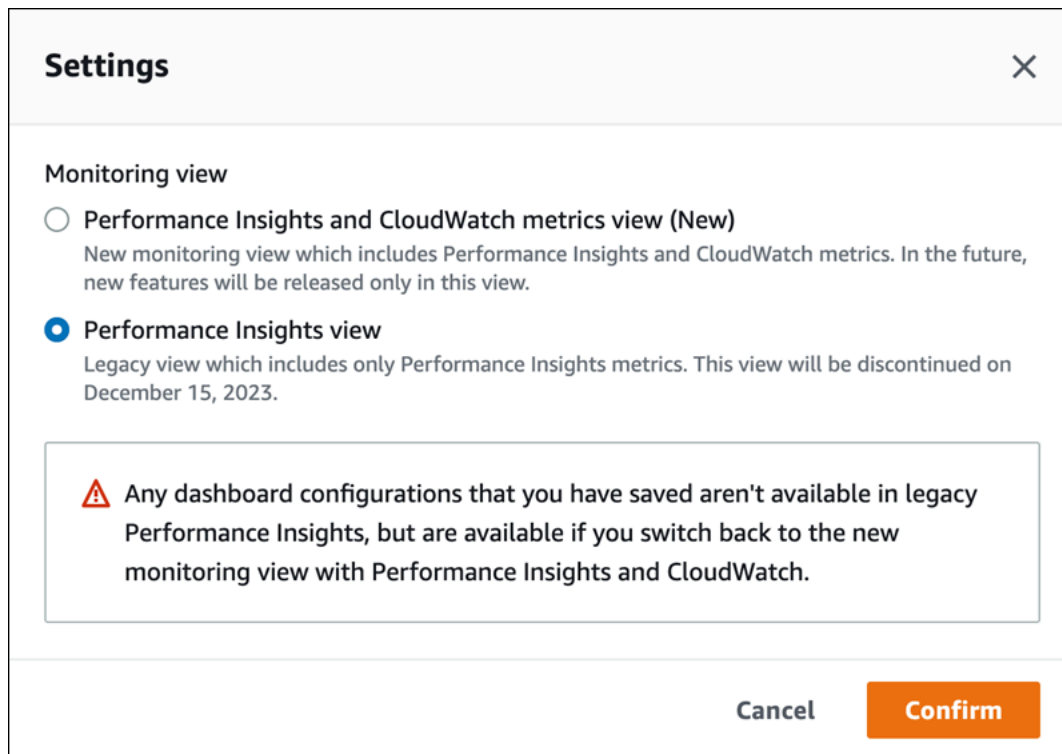 Settings
Monitoring view
Performance Insights and CloudWatch metrics view (New)
New monitoring view which includes Performance Insights and CloudWatch metrics. In the future,
new features will be released only in this view.
Performance Insights view
Legacy view which includes only Performance Insights metrics. This view will be discontinued on
December 15, 2023.
Any dashboard configurations that you have saved aren't available in legacy
Performance Insights, but are available if you switch back to the new
monitoring view with Performance Insights and CloudWatch.
Cancel Confirm